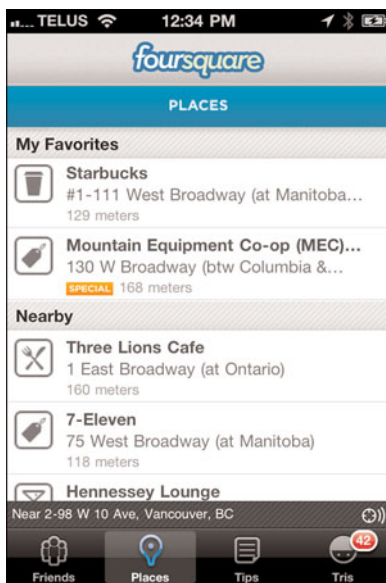 ... TELUS 12:34 PM
foursquare
PLACES
My Favorites
Starbucks
#1-111 West Broadway (at Manitoba...
129 meters
Mountain Equipment Co-op (MEC)...
130 W Broadway (btw Columbia &...
SPECIAL 168 meters
Nearby
Three Lions Cafe
1 East Broadway (at Ontario)
160 meters
7-Eleven
75 West Broadway (at Manitoba)
118 meters
Hennessey Lounge
Near 2-98 W 10 Ave, Vancouver, BC
42
Friends Places Tips Tris